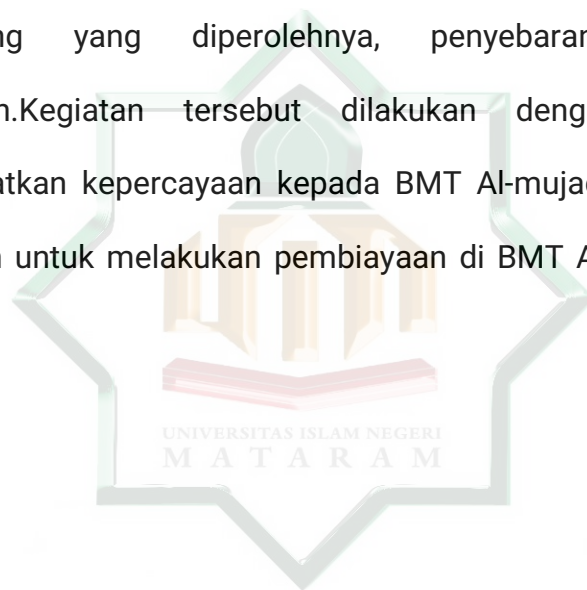 ng yang diperolehnya, penyebaran
n.Kegiatan tersebut dilakukan deng
atkan kepercayaan kepada BMT Al-mujad
n untuk melakukan pembiayaan di BMT A
UNIVERSITAS ISLAM NEGERI
MATARAM